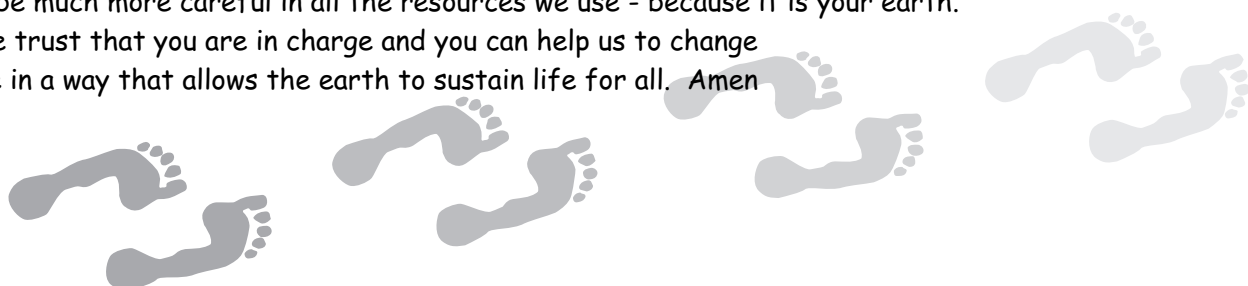 be much more careful in all the resources we use - because it is your earth.
trust that you are in charge and you can help us to change
in a way that allows the earth to sustain life for all. Amen